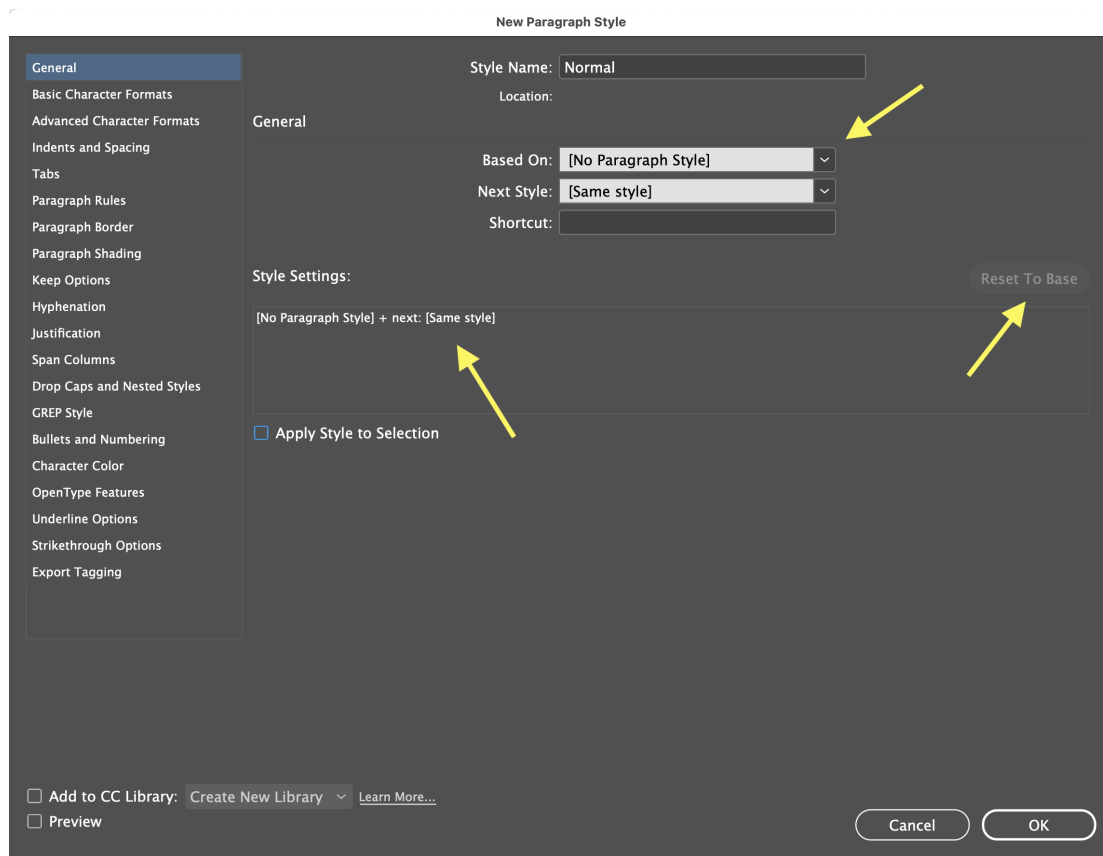 New Paragraph Style
General
Basic Character Formats
Advanced Character Formats
Indents and Spacing
Tabs
Paragraph Rules
Paragraph Border
Paragraph Shading
Keep Options
Hyphenation
Justification
Span Columns
Drop Caps and Nested Styles
GREP Style
Bullets and Numbering
Character Color
OpenType Features
Underline Options
Strikethrough Options
Export Tagging
Style Name: Normal
Location:
General
Based On: [No Paragraph Style]
Next Style: [Same style]
Shortcut:
Style Settings:
Reset To Base
[No Paragraph Style] + next: [Same style]
Apply Style to Selection
Add to CC Library: Create New Library Learn More...
Preview
Cancel OK